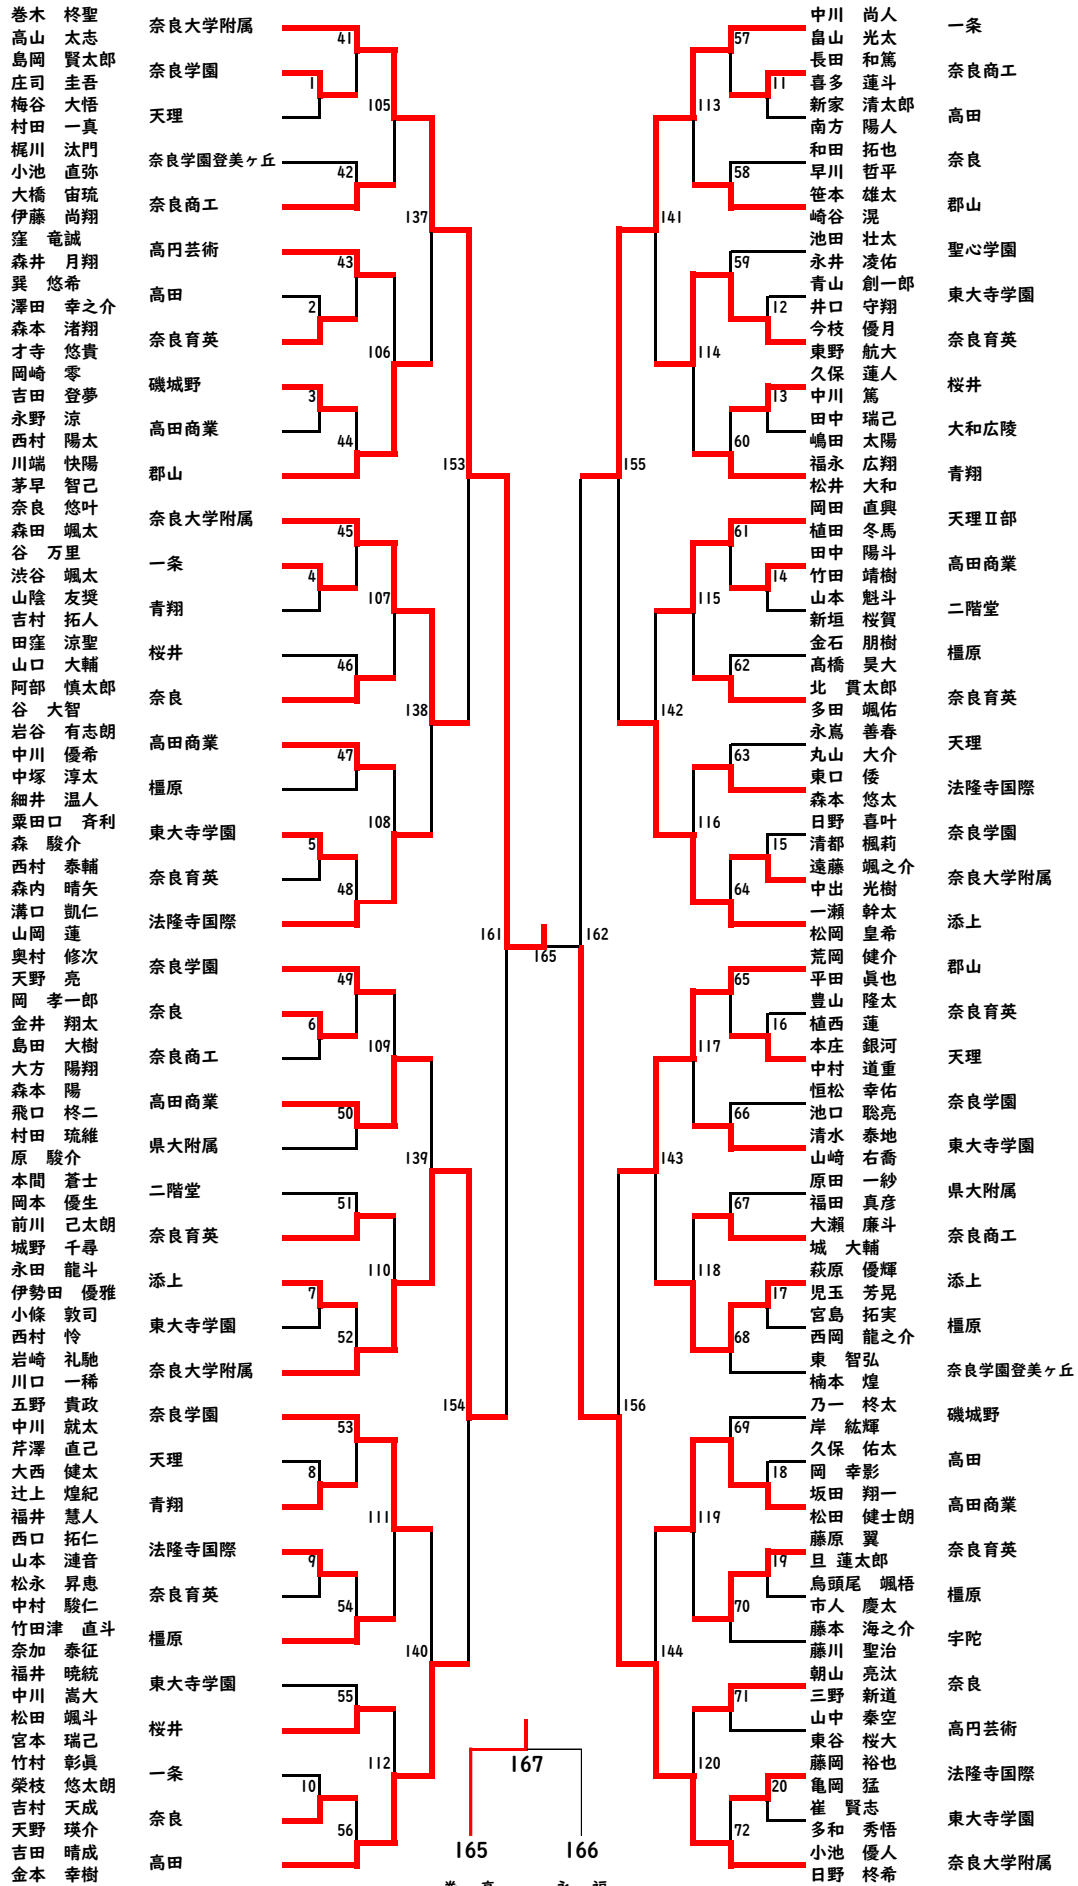 巻木　柊聖
高山　太志
奈良大学附属
島岡　賢太郎
庄司　圭吾
奈良学園
梅谷　大悟
村田　一真
天理
梶川　汰門
小池　直弥
奈良学園登美ヶ丘
大橋　宙琉
伊藤　尚翔
奈良商工
窪　竜誠
森井　月翔
高円芸術
巽　悠希
澤田　幸之介
高田
森本　渚翔
才寺　悠貴
奈良育英
岡崎　零
吉田　登夢
磯城野
永野　涼
西村　陽太
高田商業
川端　快陽
茅早　智己
郡山
奈良　悠叶
森田　颯太
奈良大学附属
谷　万里
渋谷　颯太
一条
山陰　友奨
吉村　拓人
青翔
田窪　涼聖
山口　大輔
桜井
阿部　慎太郎
谷　大智
奈良
岩谷　有志朗
中川　優希
高田商業
中塚　淳太
細井　温人
橿原
粟田口　斉利
森　駿介
東大寺学園
西村　泰輔
森内　晴矢
奈良育英
溝口　凱仁
山岡　蓮
法隆寺国際
奥村　修次
天野　亮
奈良学園
岡　孝一郎
金井　翔太
奈良
島田　大樹
大方　陽翔
奈良商工
森本　陽
飛口　柊二
高田商業
村田　琉維
原　駿介
県大附属
本間　蒼士
岡本　優生
二階堂
前川　己太朗
城野　千尋
奈良育英
永田　龍斗
伊勢田　優雅
添上
小條　敦司
西村　怜
東大寺学園
岩崎　礼馳
川口　一稀
奈良大学附属
五野　貴政
中川　就太
奈良学園
芹澤　直己
大西　健太
天理
辻上　煌紀
福井　慧人
青翔
西口　拓仁
山本　漣音
法隆寺国際
松永　昇恵
中村　駿仁
奈良育英
竹田津　直斗
奈加　泰征
橿原
福井　暁統
中川　嵩大
東大寺学園
松田　颯斗
宮本　瑞己
桜井
竹村　彰眞
榮枝　悠太朗
一条
吉村　天成
天野　瑛介
奈良
吉田　晴成
金本　幸樹
高田
41
1
105
42
137
43
2
106
3
44
153
45
4
107
46
138
47
108
5
48
161
49
6
109
50
139
51
110
7
52
154
53
8
111
9
54
140
55
112
10
56
165
162
167
165
166
57
11
113
58
141
59
12
114
13
60
155
61
14
115
62
142
63
116
15
64
65
16
117
66
143
67
118
17
68
156
69
18
119
19
70
144
71
120
20
72
中川　尚人
畠山　光太
一条
長田　和篤
喜多　蓮斗
奈良商工
新家　清太郎
南方　陽人
高田
和田　拓也
早川　哲平
奈良
笹本　雄太
崎谷　滉
郡山
池田　壮太
永井　凌佑
聖心学園
青山　創一郎
井口　守翔
東大寺学園
今枝　優月
東野　航大
奈良育英
久保　蓮人
中川　篤
桜井
田中　瑞己
嶋田　太陽
大和広陵
福永　広翔
松井　大和
青翔
岡田　直興
植田　冬馬
天理Ⅱ部
田中　陽斗
竹田　靖樹
高田商業
山本　魁斗
新垣　桜賀
二階堂
金石　朋樹
髙橋　昊大
橿原
北　貫太郎
多田　颯佑
奈良育英
永嶌　善春
丸山　大介
天理
東口　倭
森本　悠太
法隆寺国際
日野　喜叶
清都　楓莉
奈良学園
遠藤　颯之介
中出　光樹
奈良大学附属
一瀬　幹太
松岡　皇希
添上
荒岡　健介
平田　眞也
郡山
豊山　隆太
植西　蓮
奈良育英
本庄　銀河
中村　道重
天理
恒松　幸佑
池口　聡亮
奈良学園
清水　泰地
山﨑　右喬
東大寺学園
原田　一紗
福田　真彦
県大附属
大瀬　廉斗
城　大輔
奈良商工
萩原　優輝
児玉　芳晃
添上
宮島　拓実
西岡　龍之介
橿原
東　智弘
楠本　煌
奈良学園登美ヶ丘
乃一　柊太
岸　紘輝
磯城野
久保　佑太
岡　幸影
高田
坂田　翔一
松田　健士朗
高田商業
藤原　翼
旦　蓮太郎
奈良育英
烏頭尾　颯梧
市人　慶太
橿原
藤本　海之介
藤川　聖治
宇陀
朝山　亮汰
三野　新道
奈良
山中　秦空
東谷　桜大
高円芸術
藤岡　裕也
亀岡　猛
法隆寺国際
崔　賢志
多和　秀悟
東大寺学園
小池　優人
日野　柊希
奈良大学附属